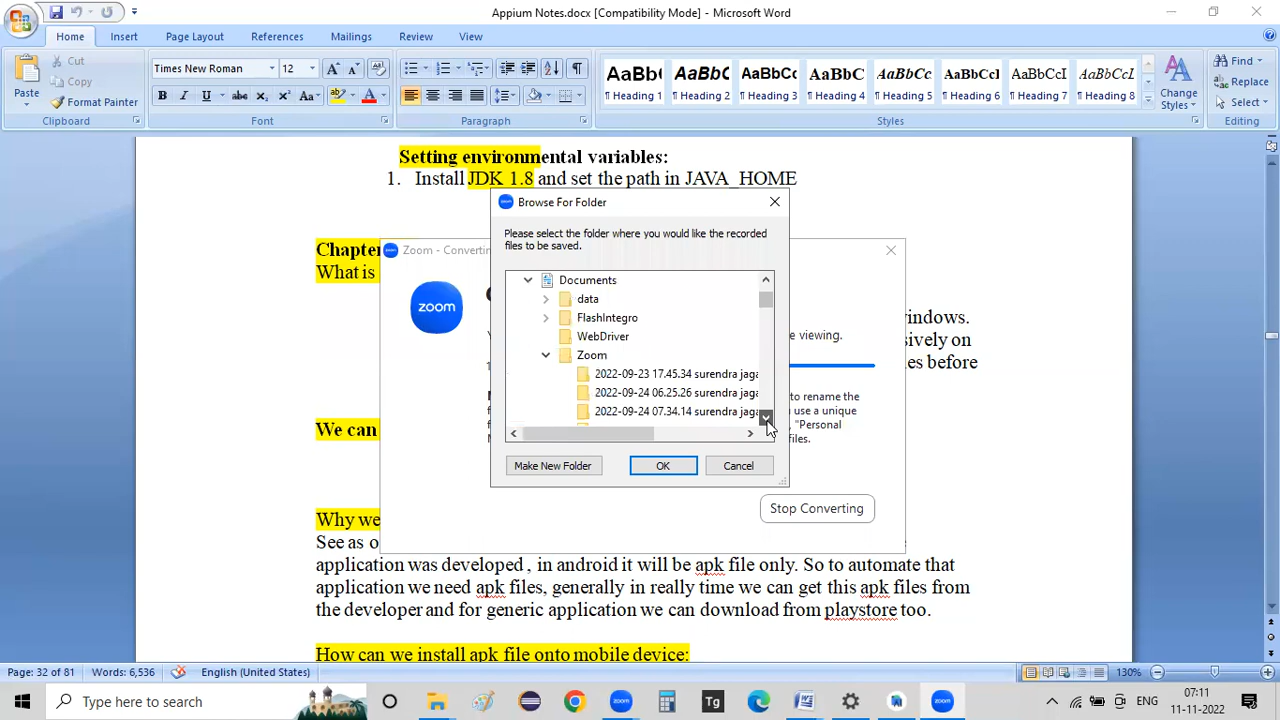 Appium Notes.docx [Compatibility Mode] - Microsoft Word
Home Insert Page Layout References Mailings Review View
Paste
Cut
Copy
Format Painter
Clipboard
Times New Roman 12
B I U abc X₂ X² Aa A
Font
Paragraph
AaBbC AaBbCc AaBbCcI AaBbC AaBbCc AaBbCcI AaBbCcI AaBbCcI
Heading 1 Heading 2 Heading 3 Heading 4 Heading 5 Heading 6 Heading 7 Heading 8
Change Styles
Styles
Find
Replace
Select
Editing
Setting environmental variables:
1. Install JDK 1.8 and set the path in JAVA_HOME
Chapter
What is
indows.
ively on
es before
We can
Why we
See as o
application was developed , in android it will be apk file only. So to automate that
application we need apk files, generally in really time we can get this apk files from
the developer and for generic application we can download from playstore too.
How can we install apk file onto mobile device:
Zoom - Convertin
zoom
e viewing.
to rename the
u use a unique
, "Personal
files.
Stop Converting
Browse For Folder
Please select the folder where you would like the recorded
files to be saved.
Documents
data
FlashIntegro
WebDriver
Zoom
2022-09-23 17.45.34 surendra jaga
2022-09-24 06.25.26 surendra jaga
2022-09-24 07.34.14 surendra jaga
Make New Folder OK Cancel
Page: 32 of 81 Words: 6,536 English (United States) 130%
Type here to search
zoom
Tg
zoom
ENG
07:11
11-11-2022